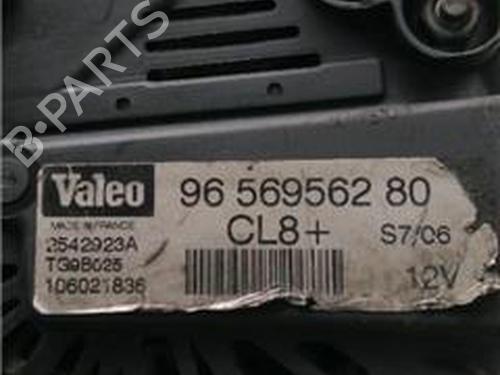 B-PARTS
Valeo
96 569562 80
MADE IN FRANCE
CL8+
S7/06
2542923A
TG9B025
12V
106021836